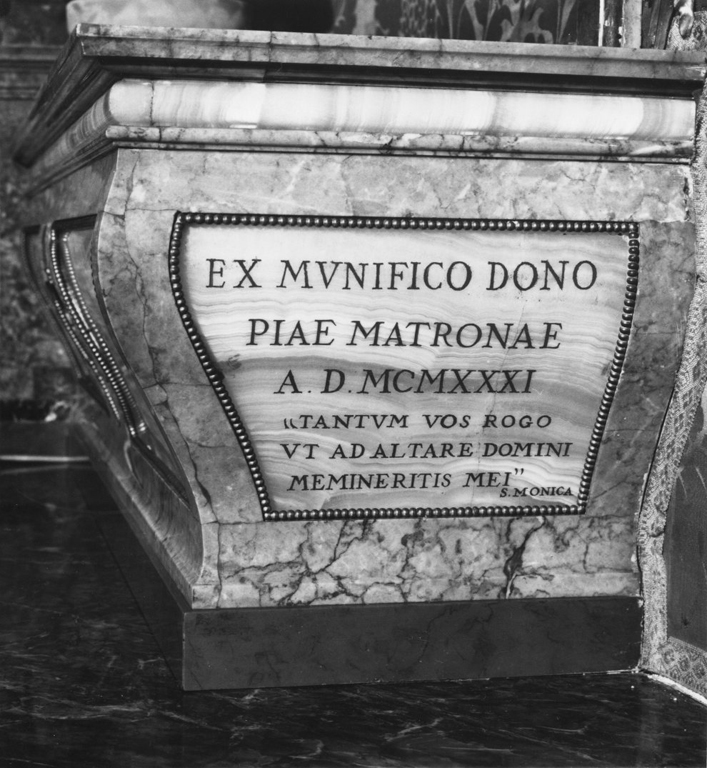 EX MVNIFICO DONO
PIAE MATRONAE
A. D. MCMXXXI
“TANTVM VOS ROGO
VT AD ALTARE DOMINI
MEMINERITIS MEI”
S. MONICA